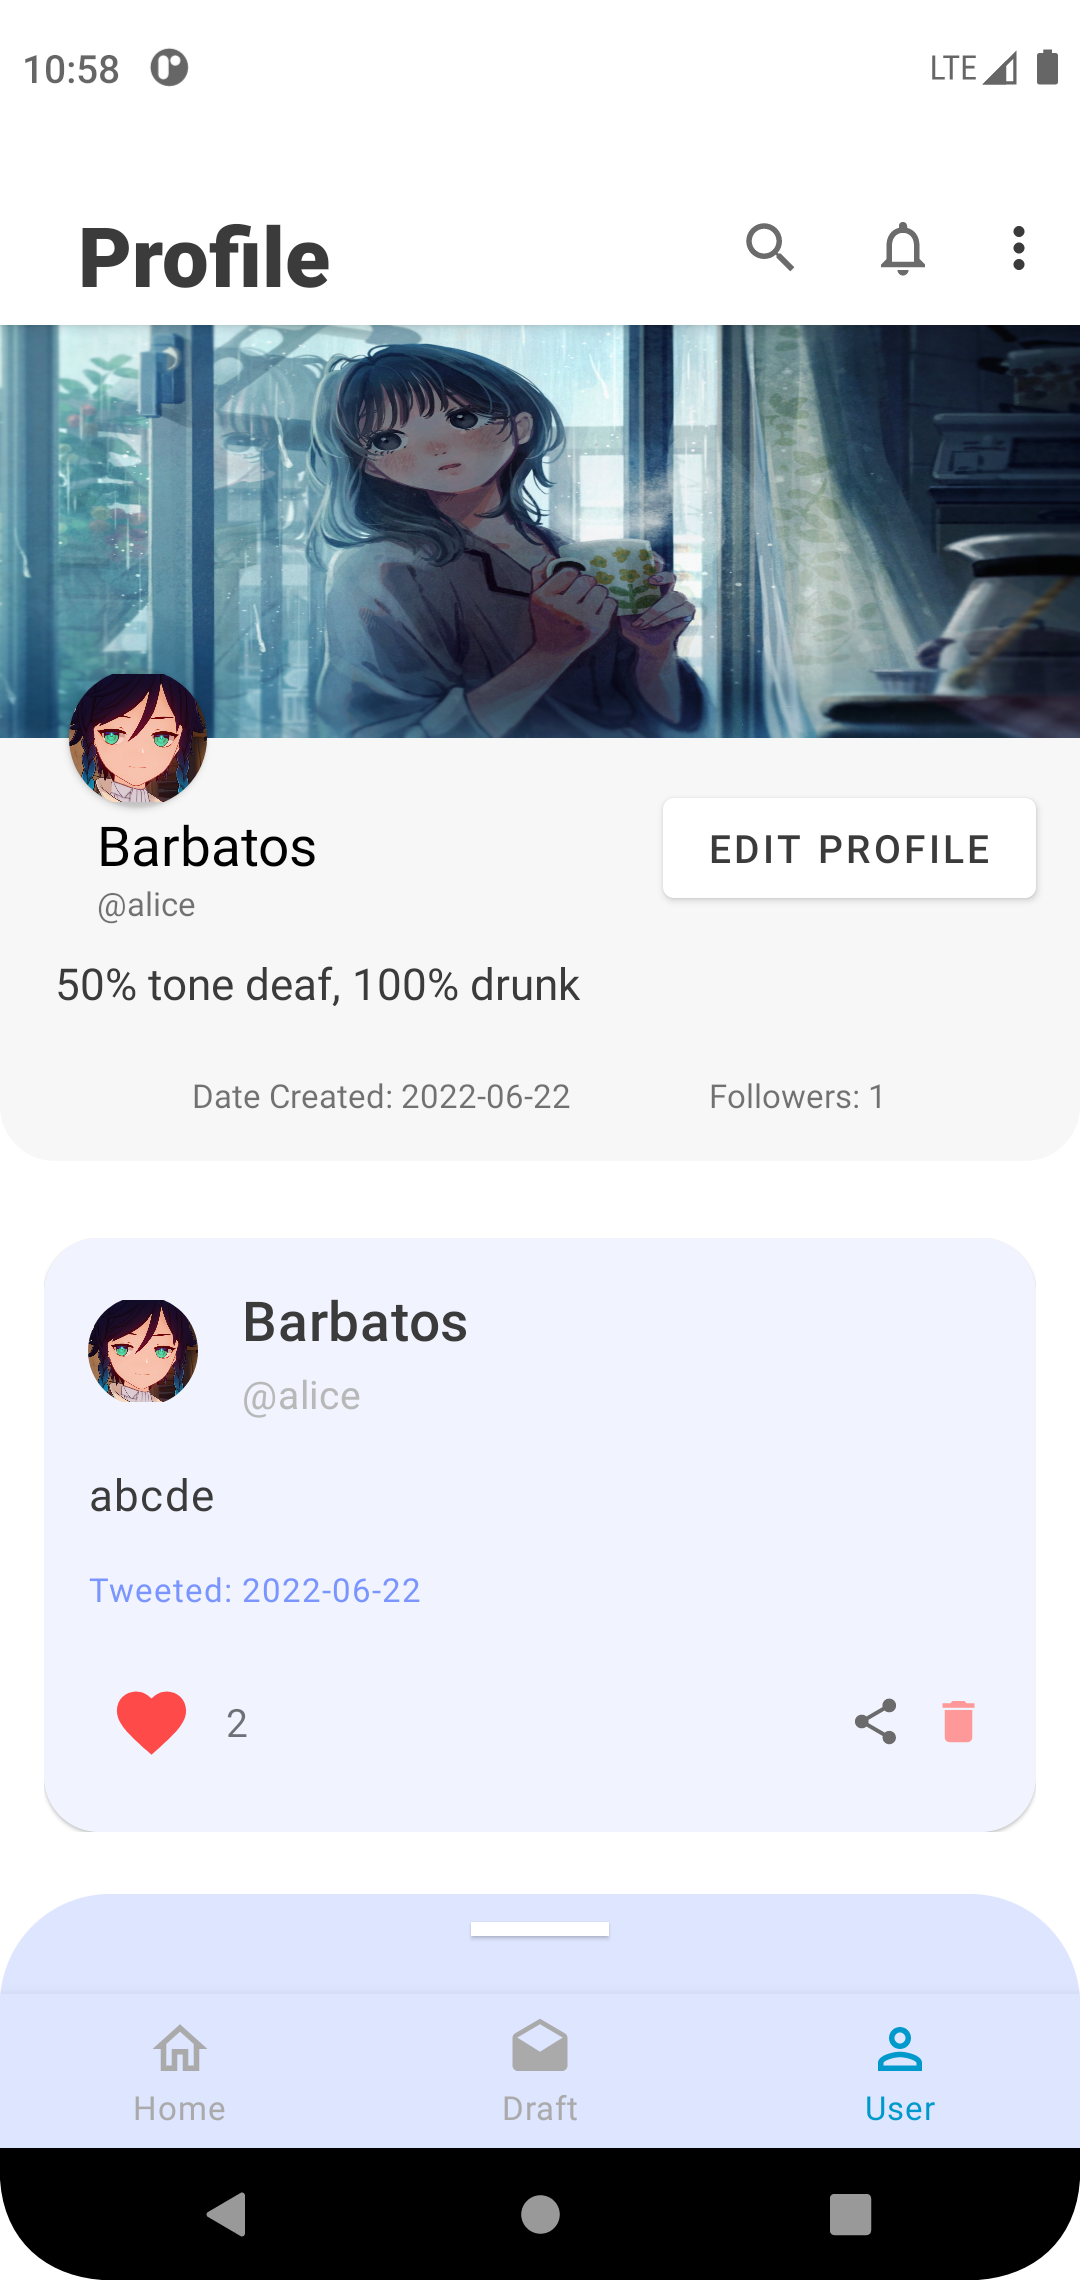 10:58
LTE
Profile
Barbatos
@alice
EDIT PROFILE
50% tone deaf, 100% drunk
Date Created: 2022-06-22 Followers: 1
Barbatos
@alice
abcde
Tweeted: 2022-06-22
2
Home Draft User